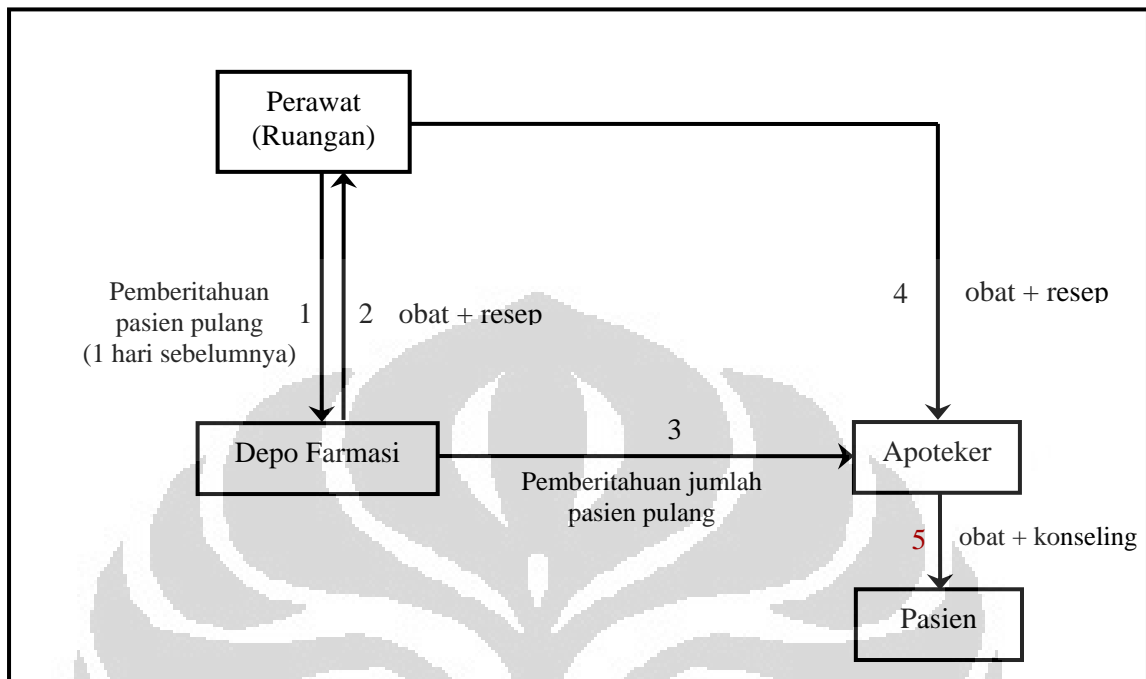 Perawat
(Ruangan)
Pemberitahuan
pasien pulang
(1 hari sebelumnya)
1
2
obat + resep
4
obat + resep
Depo Farmasi
3
Pemberitahuan jumlah
pasien pulang
Apoteker
5
obat + konseling
Pasien